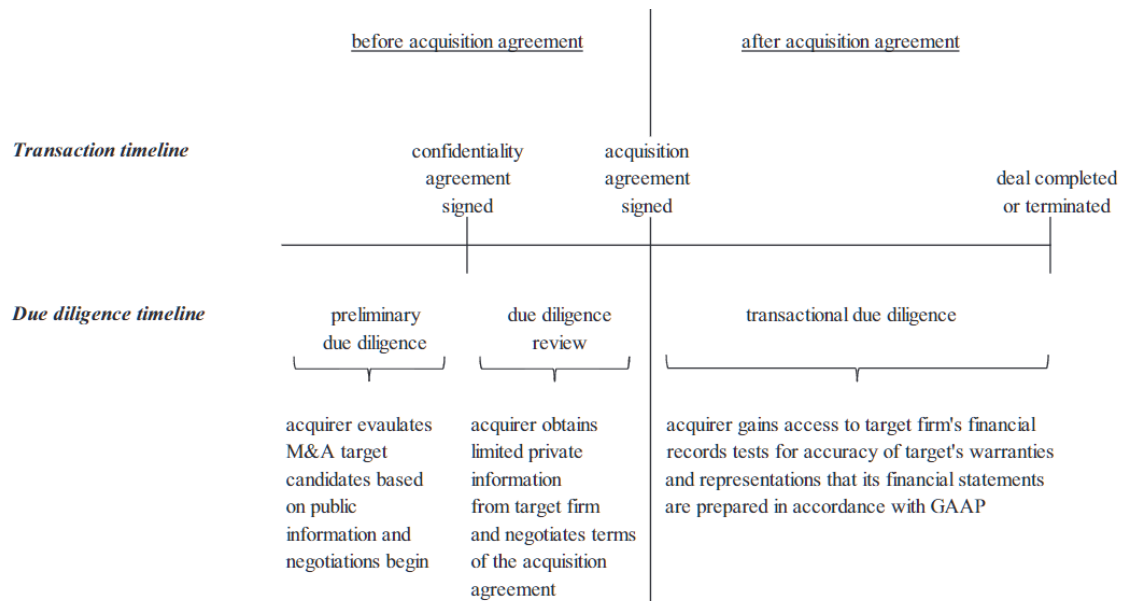 before acquisition agreement
after acquisition agreement
Transaction timeline
confidentiality
agreement
signed
acquisition
agreement
signed
deal completed
or terminated
Due diligence timeline
preliminary
due diligence
due diligence
review
transactional due diligence
acquirer evaulates
M&A target
candidates based
on public
information and
negotiations begin
acquirer obtains
limited private
information
from target firm
and negotiates terms
of the acquisition
agreement
acquirer gains access to target firm's financial
records tests for accuracy of target's warranties
and representations that its financial statements
are prepared in accordance with GAAP